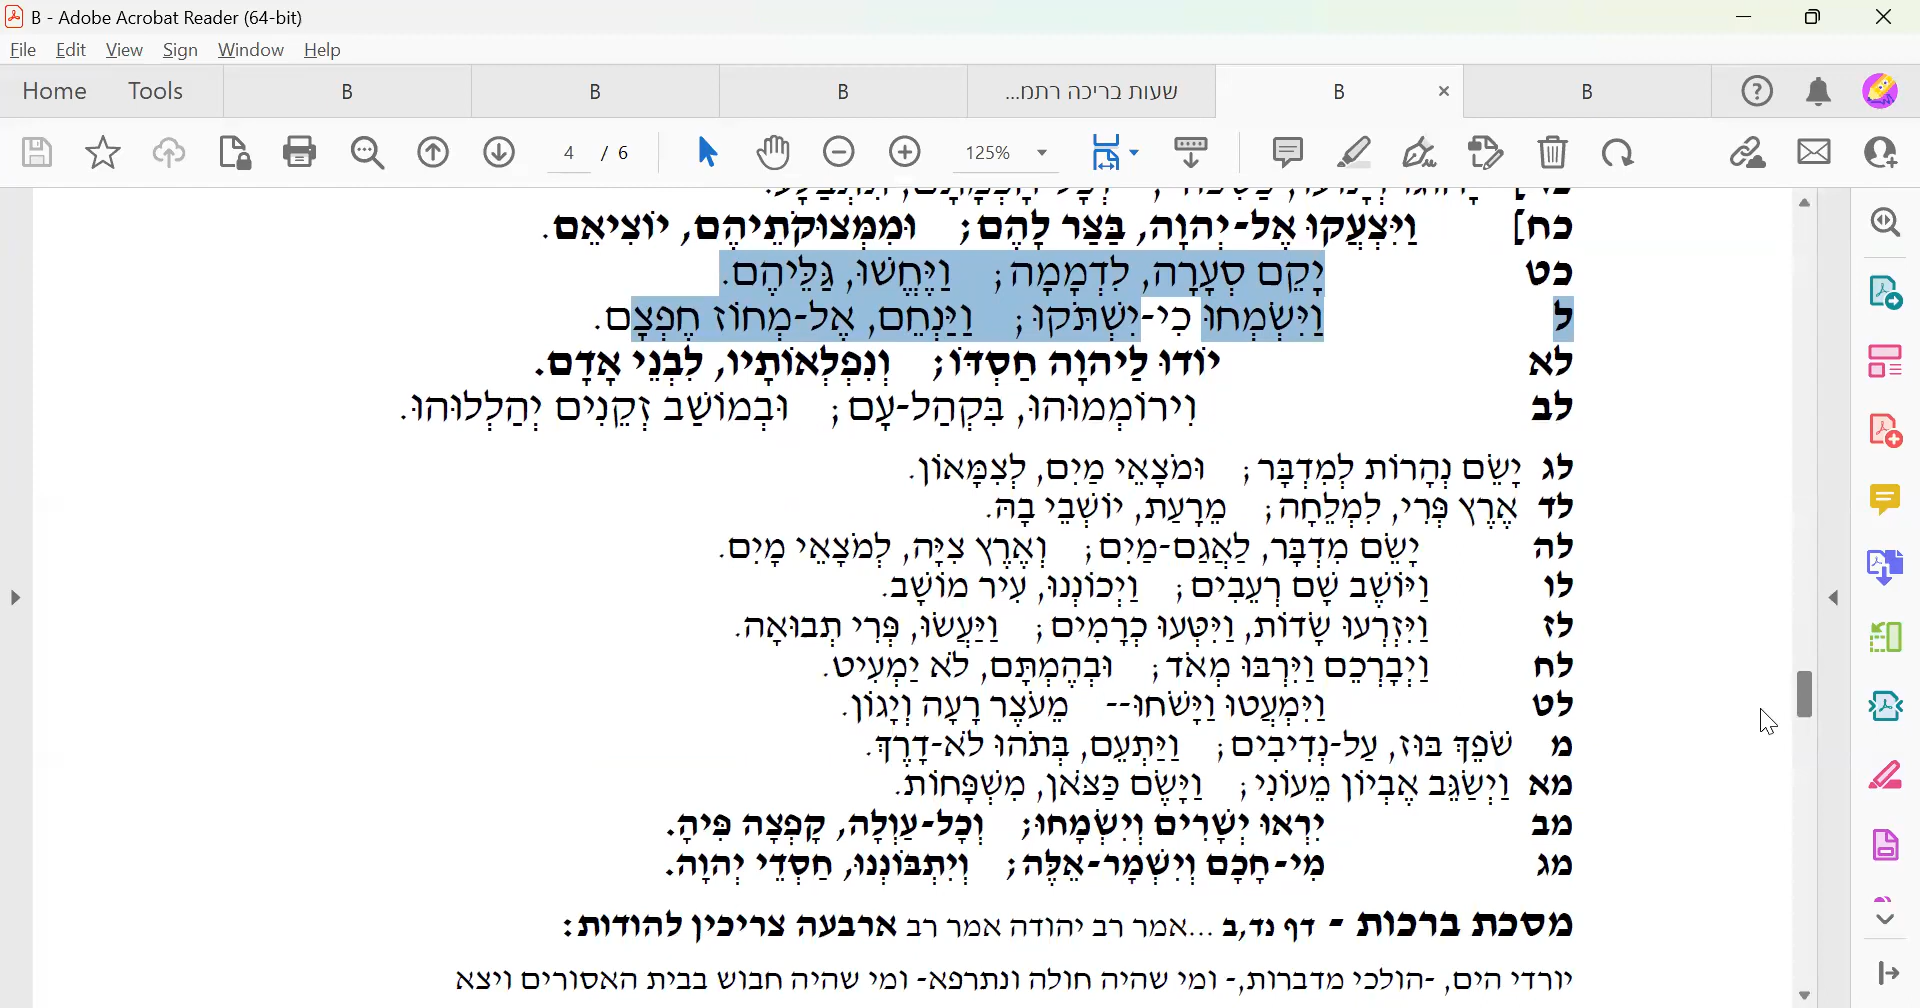 B - Adobe Acrobat Reader (64-bit)
File Edit View Sign Window Help
Home Tools B B B שעות בריכה רתמ... B B
4 / 6 125%
כח] וַיִּצְעֲקוּ אֶל-יְהוָה, בַּצַּר לָהֶם; וּמִמְּצוּקֹתֵיהֶם, יוֹצִיאֵם.
כט יָקֵם סְעָרָה, לִדְמָמָה; וַיֶּחֱשׁוּ, גַּלֵּיהֶם.
ל וַיִּשְׂמְחוּ כִי-יִשְׁתֹּקוּ; וַיַּנְחֵם, אֶל-מְחוֹז חֶפְצָם.
לא יוֹדוּ לַיהוָה חַסְדּוֹ; וְנִפְלְאוֹתָיו, לִבְנֵי אָדָם.
לב וִירוֹמְמוּהוּ, בִּקְהַל-עָם; וּבְמוֹשַׁב זְקֵנִים יְהַלְלוּהוּ.
לג יָשֵׂם נְהָרוֹת לְמִדְבָּר; וּמֹצָאֵי מַיִם, לְצִמָּאוֹן.
לד אֶרֶץ פְּרִי, לִמְלֵחָה; מֵרָעַת, יוֹשְׁבֵי בָהּ.
לה יָשֵׂם מִדְבָּר, לַאֲגַם-מַיִם; וְאֶרֶץ צִיָּה, לְמֹצָאֵי מָיִם.
לו וַיּוֹשֶׁב שָׁם רְעֵבִים; וַיְכוֹנְנוּ, עִיר מוֹשָׁב.
לז וַיִּזְרְעוּ שָׂדוֹת, וַיִּטְּעוּ כְרָמִים; וַיַּעֲשׂוּ, פְּרִי תְבוּאָה.
לח וַיְבָרְכֵם וַיִּרְבּוּ מְאֹד; וּבְהֶמְתָּם, לֹא יַמְעִיט.
לט וַיִּמְעֲטוּ וַיָּשֹׁחוּ-- מֵעֹצֶר רָעָה וְיָגוֹן.
מ שֹׁפֵךְ בּוּז, עַל-נְדִיבִים; וַיַּתְעֵם, בְּתֹהוּ לֹא-דָרֶךְ.
מא וַיְשַׂגֵּב אֶבְיוֹן מֵעוֹנִי; וַיָּשֶׂם כַּצֹּאן, מִשְׁפָּחוֹת.
מב יִרְאוּ יְשָׁרִים וְיִשְׂמָחוּ; וְכָל-עַוְלָה, קָפְצָה פִּיהָ.
מג מִי-חָכָם וְיִשְׁמָר-אֵלֶּה; וְיִתְבּוֹנְנוּ, חַסְדֵי יְהוָה.
מסכת ברכות - דף נד,ב ...אמר רב יהודה אמר רב ארבעה צריכין להודות:
יורדי הים, -הולכי מדברות,- ומי שהיה חולה ונתרפא- ומי שהיה חבוש בבית האסורים ויצא